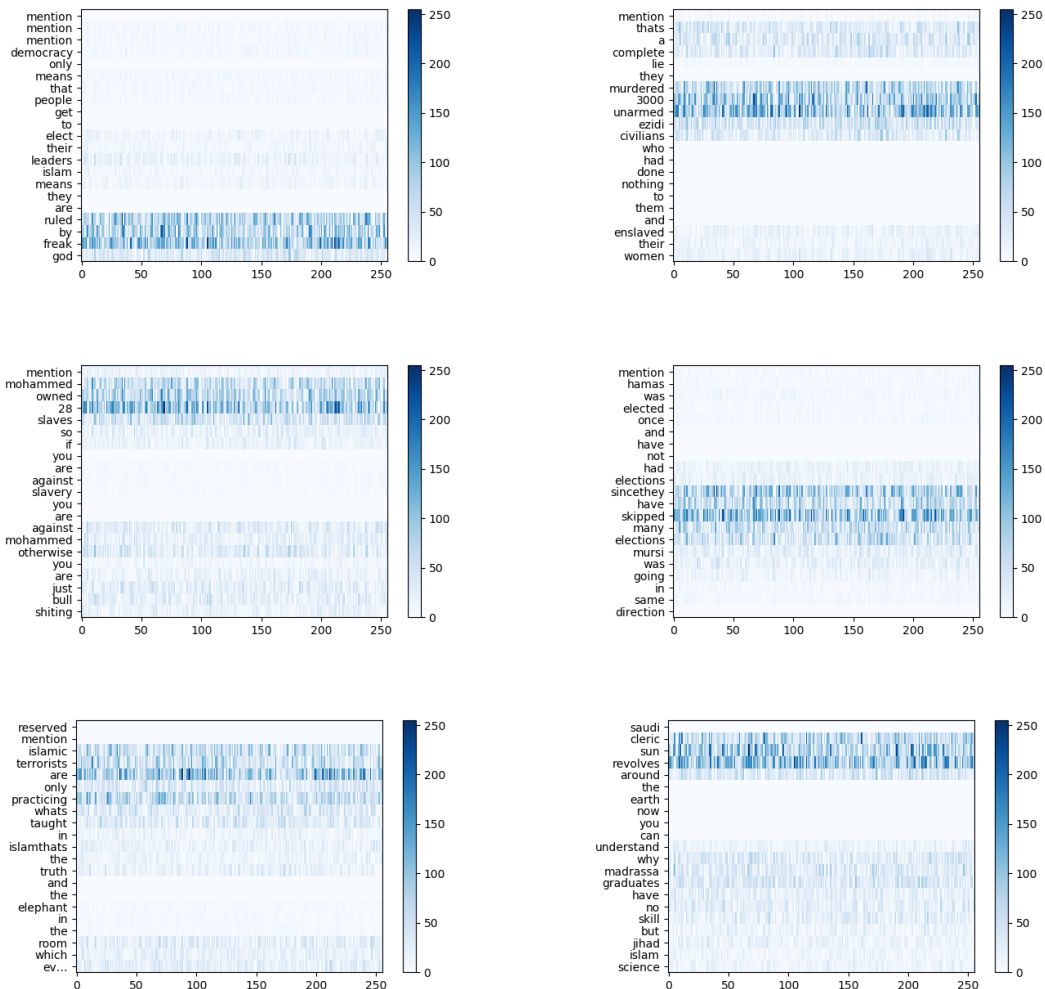 mention
mention
mention
democracy
only
means
that
people
get
to
elect
their
leaders
islam
means
they
are
ruled
by
freak
god
0 50 100 150 200 250
250
200
150
100
50
0
mention
thats
a
complete
lie
they
murdered
3000
unarmed
ezidi
civilians
who
had
done
nothing
to
them
and
enslaved
their
women
0 50 100 150 200 250
250
200
150
100
50
0
mention
mohammed
owned
28
slaves
so
if
you
are
against
slavery
you
are
against
mohammed
otherwise
you
are
just
bull
shiting
0 50 100 150 200 250
250
200
150
100
50
0
mention
hamas
was
elected
once
and
have
not
had
elections
sincethey
have
skipped
many
elections
mursi
was
going
in
same
direction
0 50 100 150 200 250
250
200
150
100
50
0
reserved
mention
islamic
terrorists
are
only
practicing
whats
taught
in
islamthats
the
truth
and
the
elephant
in
the
room
which
ev...
0 50 100 150 200 250
250
200
150
100
50
0
saudi
cleric
sun
revolves
around
the
earth
now
you
can
understand
why
madrassa
graduates
have
no
skill
but
jihad
islam
science
0 50 100 150 200 250
250
200
150
100
50
0